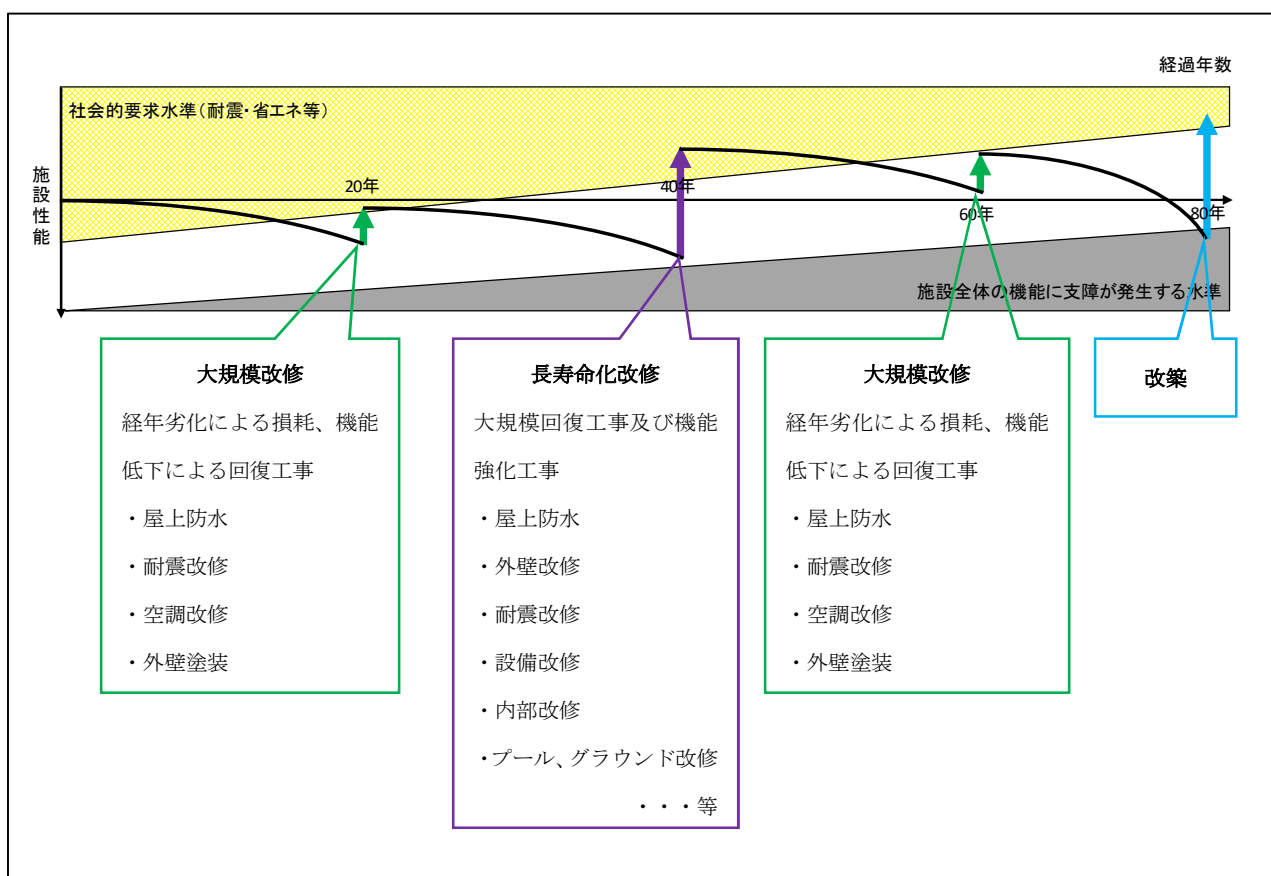 経過年数
社会的要求水準(耐震・省エネ等)
施設性能
20年
40年
60年
80年
施設全体の機能に支障が発生する水準
大規模改修
経年劣化による損耗、機能
低下による回復工事
・屋上防水
・耐震改修
・空調改修
・外壁塗装
長寿命化改修
大規模回復工事及び機能
強化工事
・屋上防水
・外壁改修
・耐震改修
・設備改修
・内部改修
・プール、グラウンド改修
・・・等
大規模改修
経年劣化による損耗、機能
低下による回復工事
・屋上防水
・耐震改修
・空調改修
・外壁塗装
改築